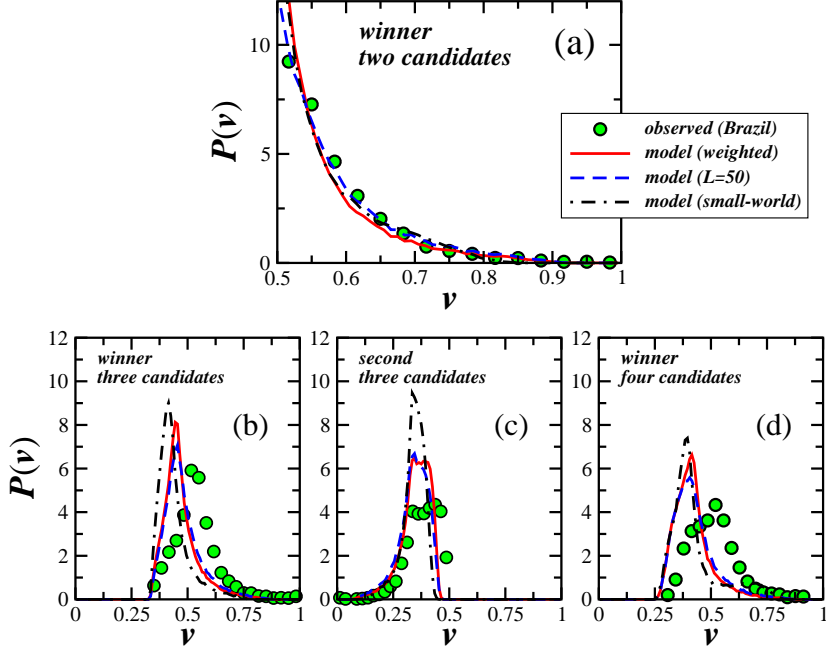 winner
two candidates
(a)
10
5
0
P(v)
0.5
0.6
0.7
0.8
0.9
1
v
observed (Brazil)
model (weighted)
model (L=50)
model (small-world)
12
10
8
6
4
2
0
P(v)
winner
three candidates
(b)
0
0.25
0.5
0.75
1
v
12
10
8
6
4
2
0
second
three candidates
(c)
0
0.25
0.5
0.75
1
v
12
10
8
6
4
2
0
winner
four candidates
(d)
0
0.25
0.5
0.75
1
v